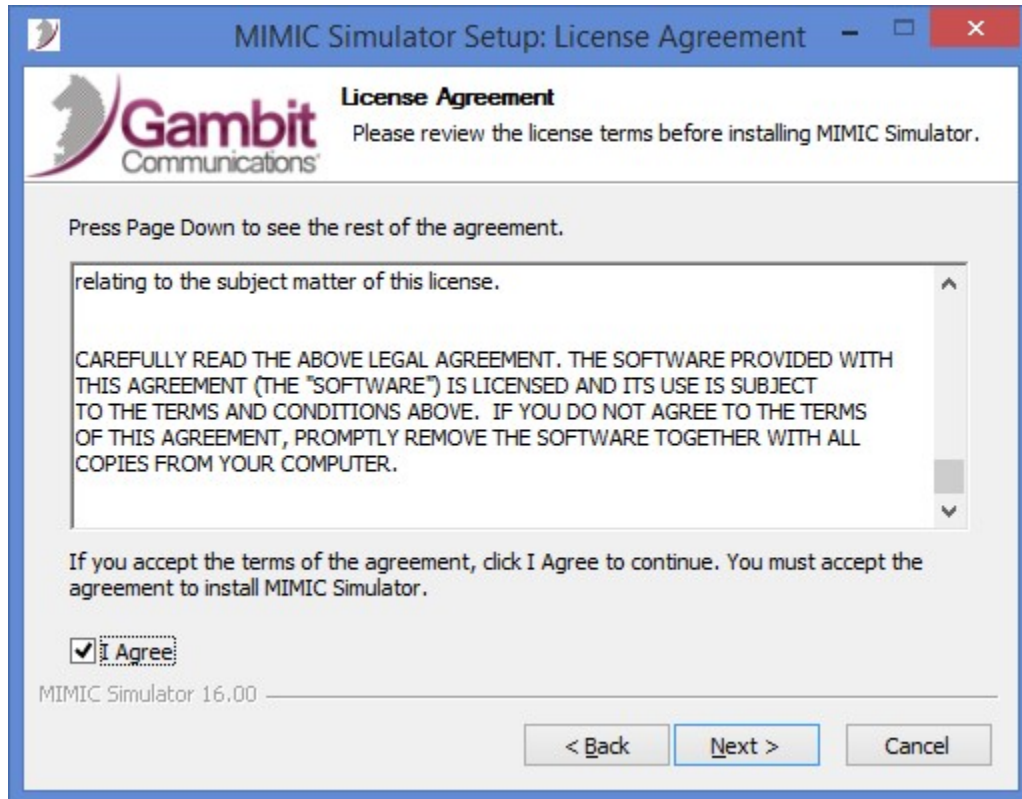 MIMIC Simulator Setup: License Agreement
Gambit
Communications
License Agreement
Please review the license terms before installing MIMIC Simulator.
Press Page Down to see the rest of the agreement.
relating to the subject matter of this license.
CAREFULLY READ THE ABOVE LEGAL AGREEMENT. THE SOFTWARE PROVIDED WITH
THIS AGREEMENT (THE "SOFTWARE") IS LICENSED AND ITS USE IS SUBJECT
TO THE TERMS AND CONDITIONS ABOVE.  IF YOU DO NOT AGREE TO THE TERMS
OF THIS AGREEMENT, PROMPTLY REMOVE THE SOFTWARE TOGETHER WITH ALL
COPIES FROM YOUR COMPUTER.
If you accept the terms of the agreement, click I Agree to continue. You must accept the
agreement to install MIMIC Simulator.
I Agree
MIMIC Simulator 16.00
< Back
Next >
Cancel